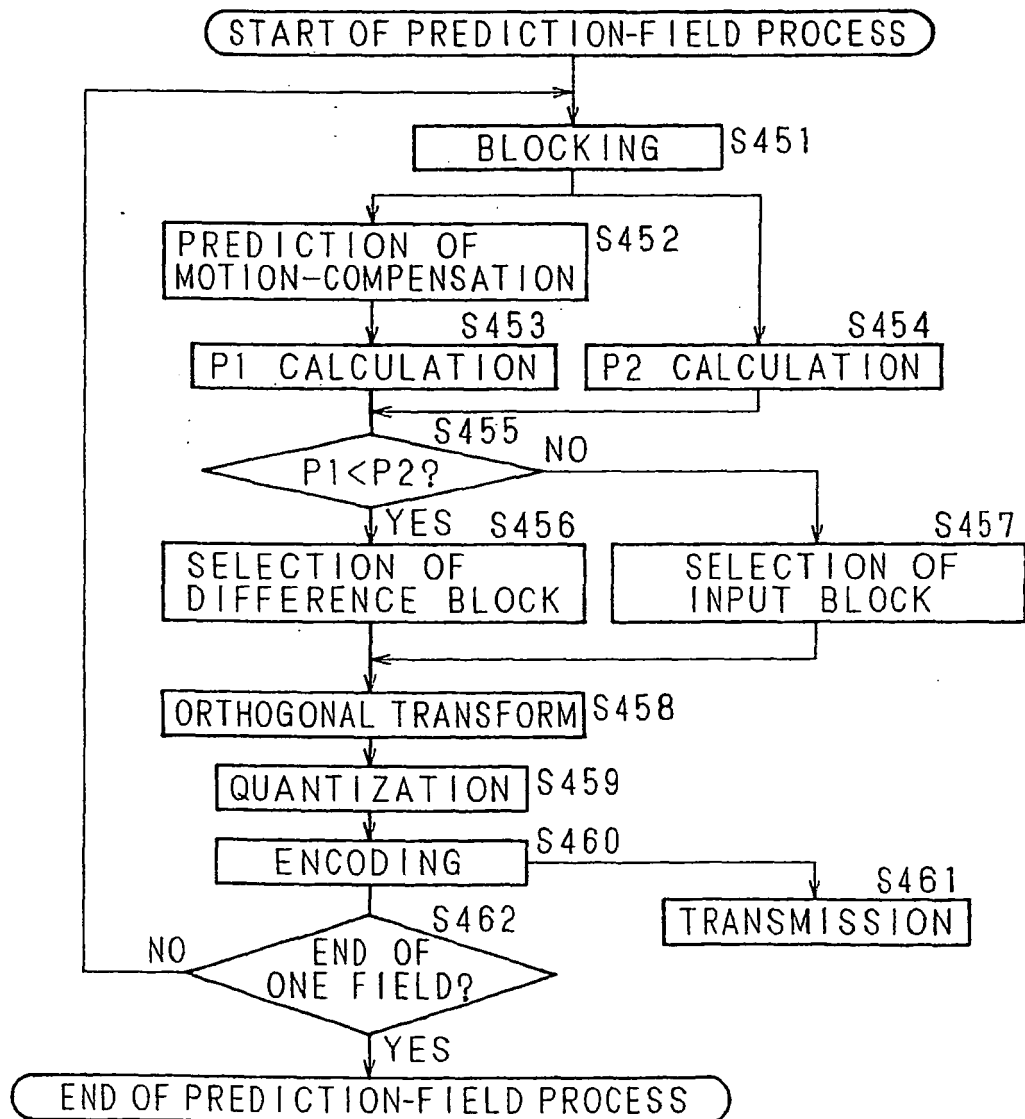 START OF PREDICTION-FIELD PROCESS
BLOCKING
S451
PREDICTION OF
MOTION-COMPENSATION
S452
S453
P1 CALCULATION
S454
P2 CALCULATION
S455
P1<P2?
NO
YES
S456
SELECTION OF
DIFFERENCE BLOCK
S457
SELECTION OF
INPUT BLOCK
ORTHOGONAL TRANSFORM
S458
QUANTIZATION
S459
ENCODING
S460
S461
TRANSMISSION
S462
END OF
ONE FIELD?
NO
YES
END OF PREDICTION-FIELD PROCESS